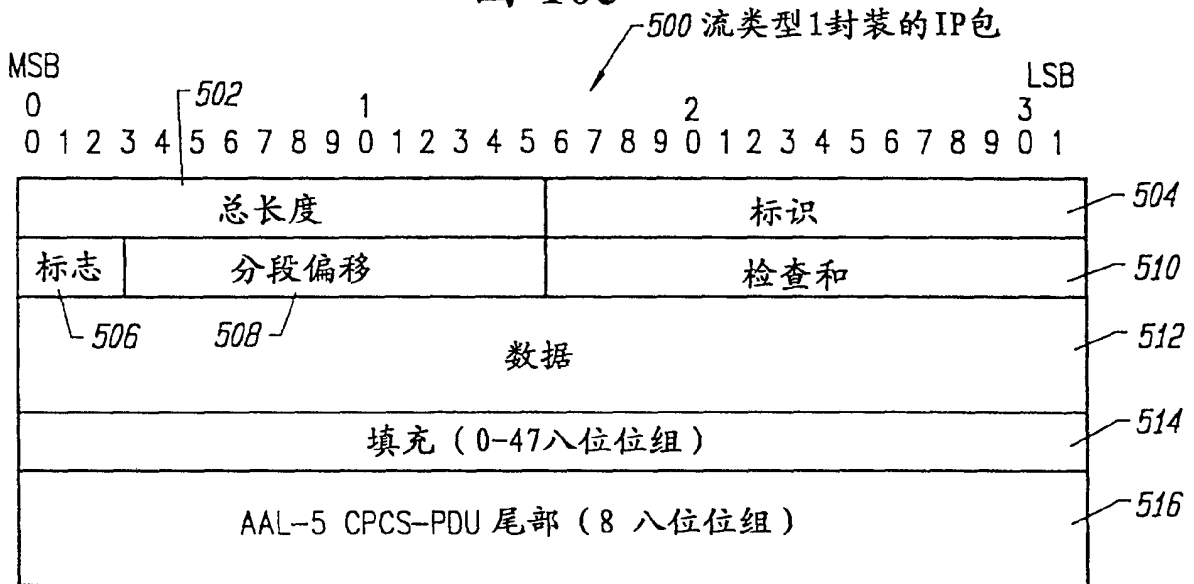 500 流类型1封装的IP包
MSB LSB
502
0 1 2 3
0 1 2 3 4 5 6 7 8 9 0 1 2 3 4 5 6 7 8 9 0 1 2 3 4 5 6 7 8 9 0 1
总长度 标识 504
标志 分段偏移 检查和 510
506 508
数据 512
填充（0-47八位位组） 514
AAL-5 CPCS-PDU 尾部（8 八位位组） 516